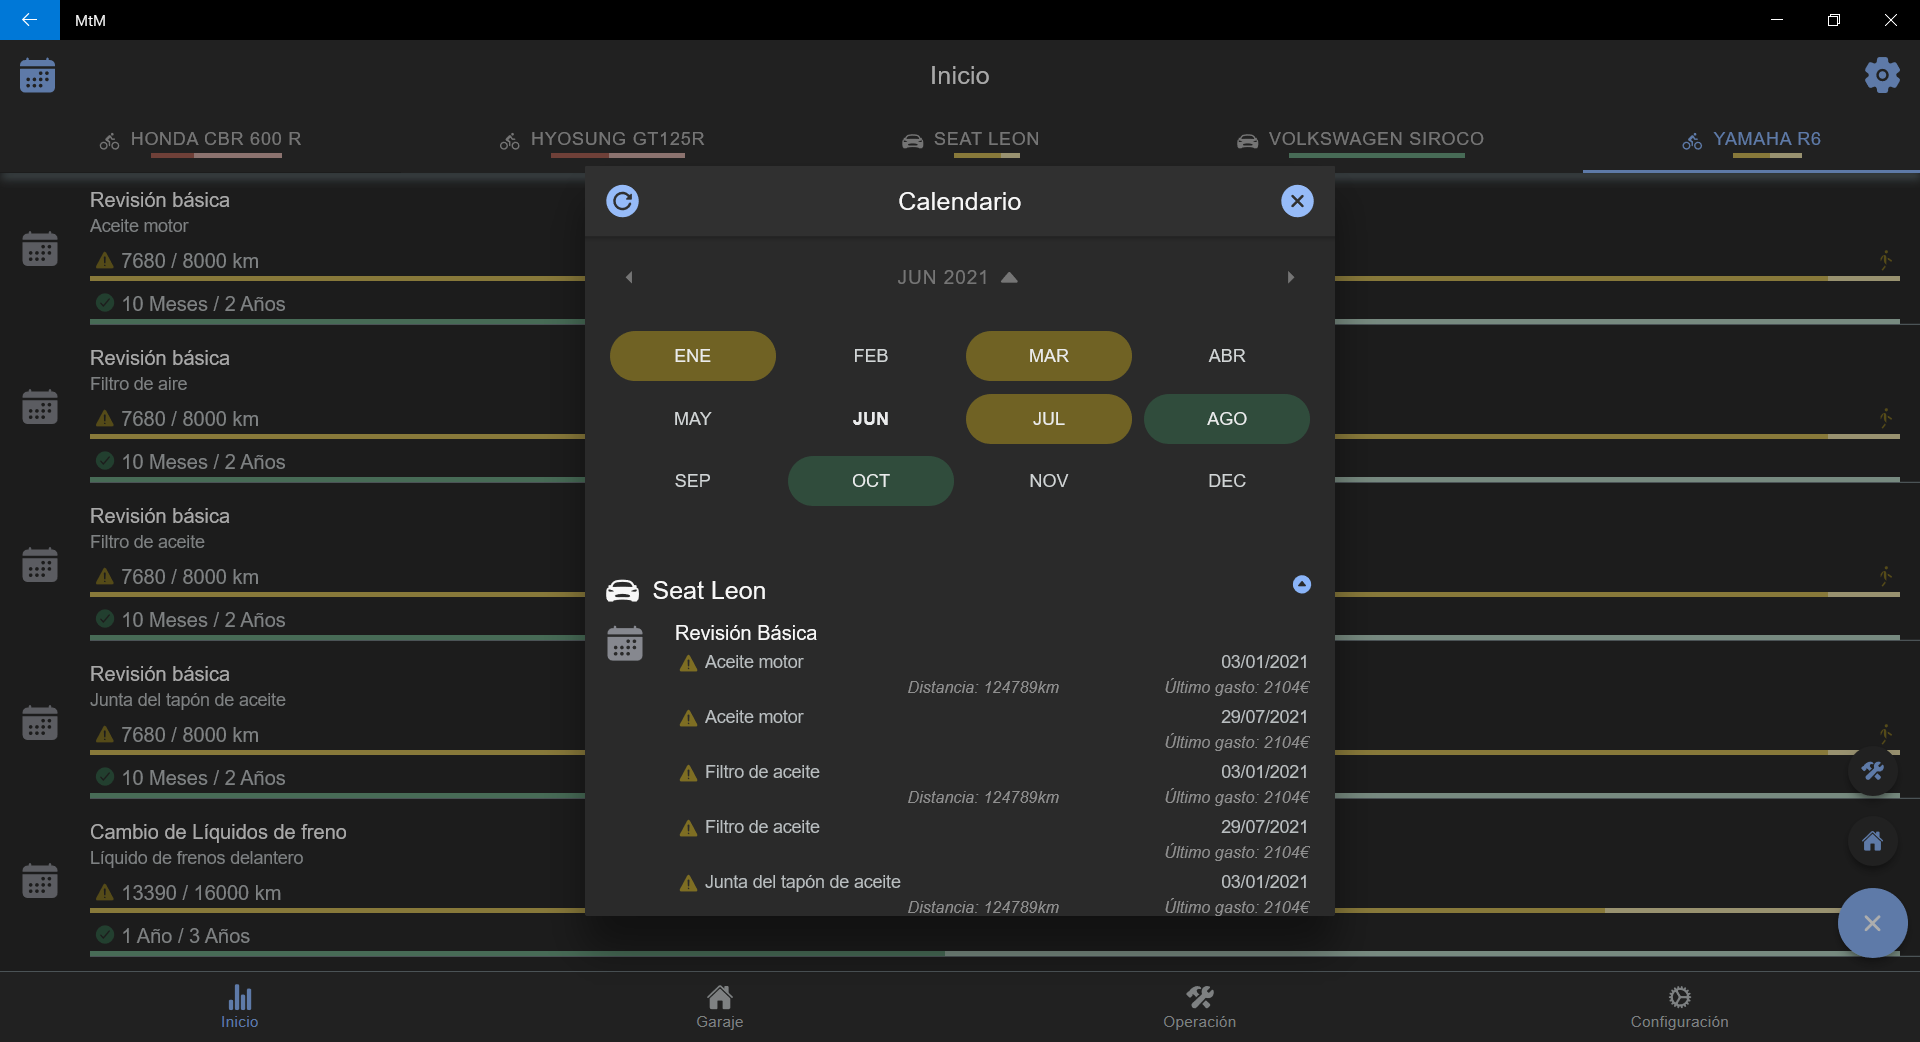 MtM
Inicio
HONDA CBR 600 R
HYOSUNG GT125R
SEAT LEON
VOLKSWAGEN SIROCO
YAMAHA R6
Revisión básica
Aceite motor
7680 / 8000 km
10 Meses / 2 Años
Revisión básica
Filtro de aire
7680 / 8000 km
10 Meses / 2 Años
Revisión básica
Filtro de aceite
7680 / 8000 km
10 Meses / 2 Años
Revisión básica
Junta del tapón de aceite
7680 / 8000 km
10 Meses / 2 Años
Cambio de Líquidos de freno
Líquido de frenos delantero
13390 / 16000 km
1 Año / 3 Años
Calendario
JUN 2021
ENE FEB MAR ABR
MAY JUN JUL AGO
SEP OCT NOV DEC
Seat Leon
Revisión Básica
Aceite motor 03/01/2021
Distancia: 124789km Último gasto: 2104€
Aceite motor 29/07/2021
Último gasto: 2104€
Filtro de aceite 03/01/2021
Distancia: 124789km Último gasto: 2104€
Filtro de aceite 29/07/2021
Último gasto: 2104€
Junta del tapón de aceite 03/01/2021
Distancia: 124789km Último gasto: 2104€
Inicio
Garaje
Operación
Configuración